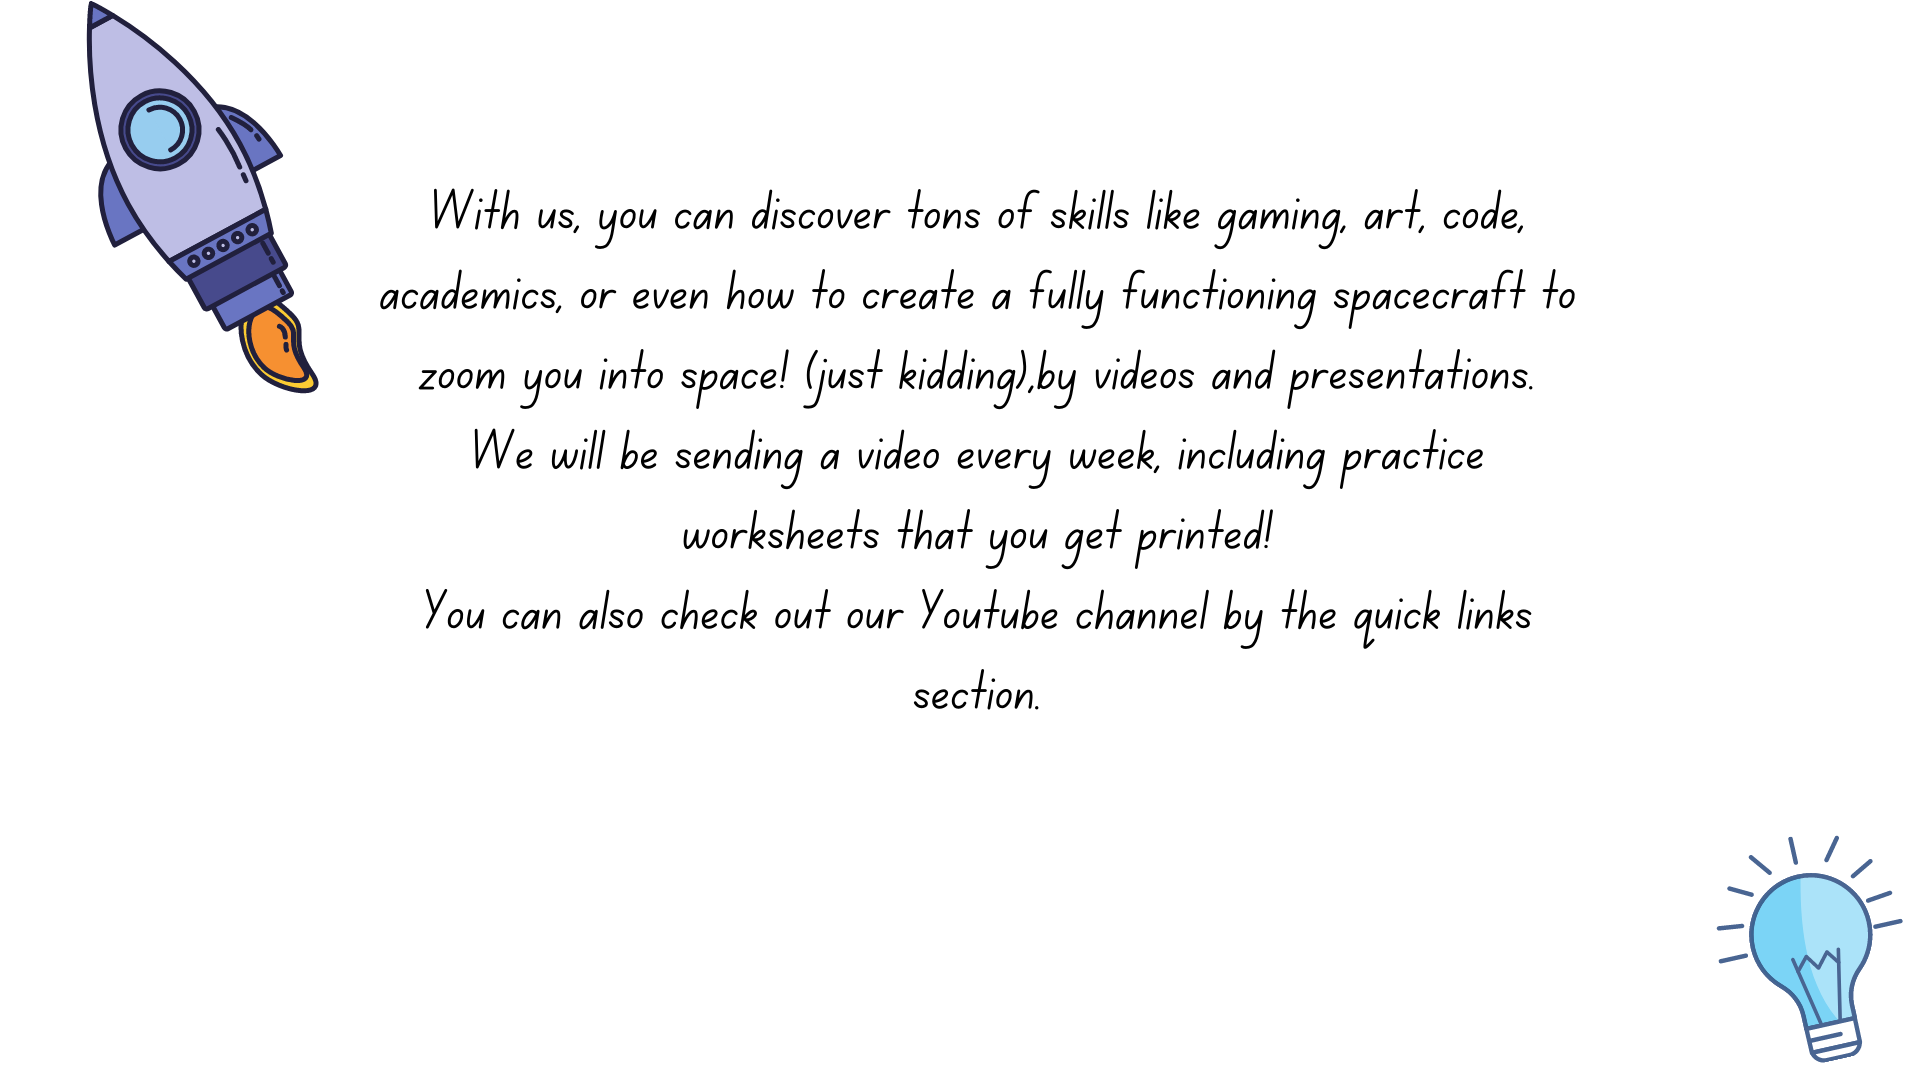 With us, you can discover tons of skills like gaming, art, code,
academics, or even how to create a fully functioning spacecraft to
zoom you into space! (just kidding),by videos and presentations.
We will be sending a video every week, including practice
worksheets that you get printed!
You can also check out our Youtube channel by the quick links
section.